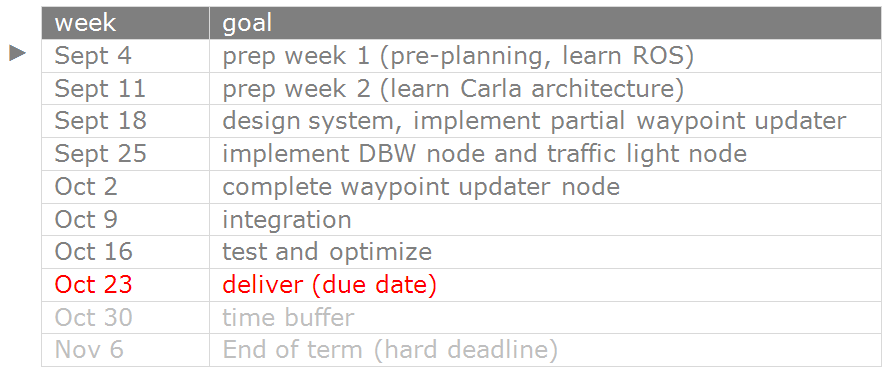 week goal
Sept 4 prep week 1 (pre-planning, learn ROS)
Sept 11 prep week 2 (learn Carla architecture)
Sept 18 design system, implement partial waypoint updater
Sept 25 implement DBW node and traffic light node
Oct 2 complete waypoint updater node
Oct 9 integration
Oct 16 test and optimize
Oct 23 deliver (due date)
Oct 30 time buffer
Nov 6 End of term (hard deadline)